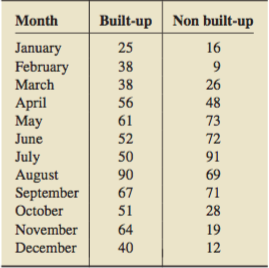 Month Built-up Non built-up
January 25 16
February 38 9
March 38 26
April 56 48
May 61 73
June 52 72
July 50 91
August 90 69
September 67 71
October 51 28
November 64 19
December 40 12